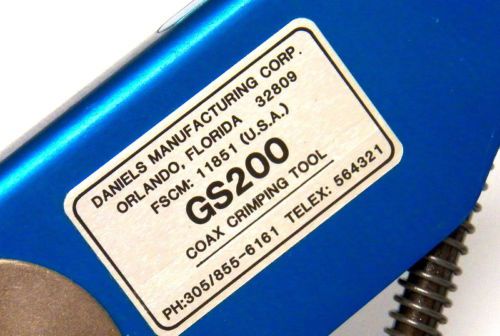 DANIELS MANUFACTURING CORP.
ORLANDO, FLORIDA 32809
FSCM: 11851 (U.S.A.)
GS200
COAX CRIMPING TOOL
PH:305/855-6161 TELEX: 564321